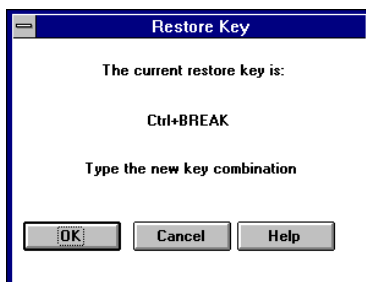 Restore Key
The current restore key is:
Ctrl+BREAK
Type the new key combination
OK Cancel Help